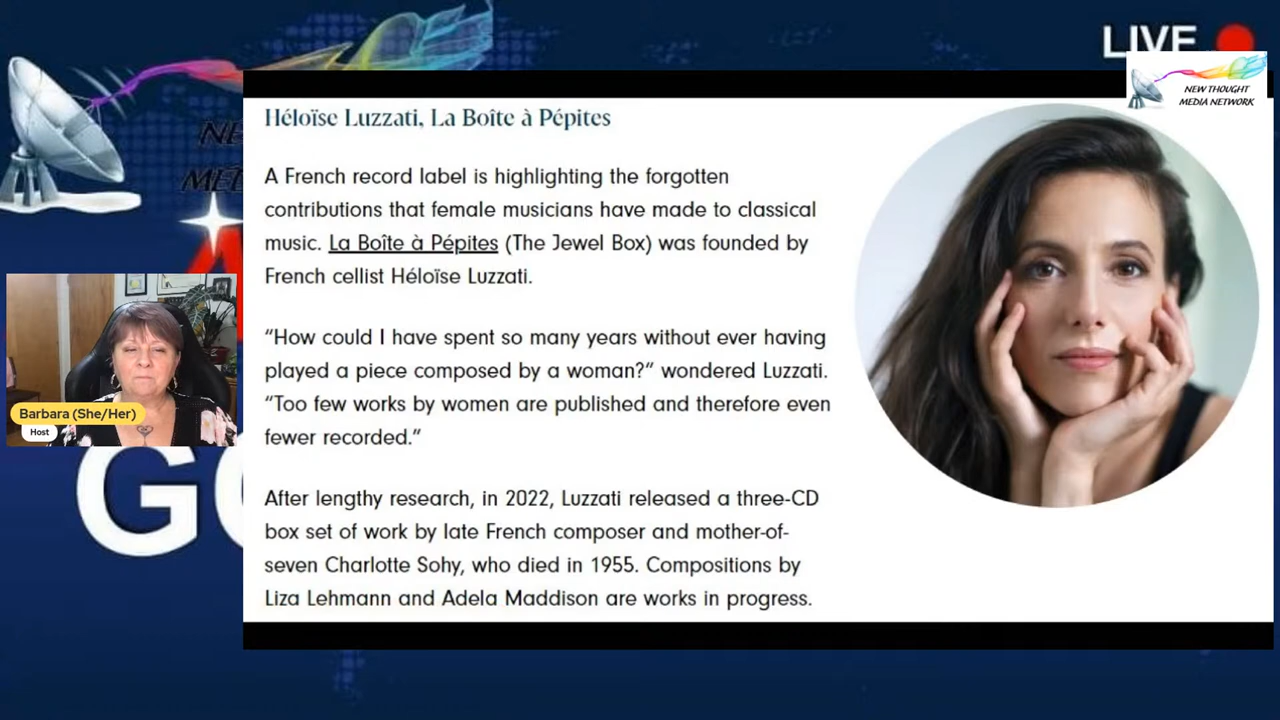 LIVE
NEW THOUGHT
MEDIA NETWORK
Héloïse Luzzati, La Boîte à Pépites
A French record label is highlighting the forgotten
contributions that female musicians have made to classical
music. La Boîte à Pépites (The Jewel Box) was founded by
French cellist Héloïse Luzzati.
“How could I have spent so many years without ever having
played a piece composed by a woman?” wondered Luzzati.
“Too few works by women are published and therefore even
fewer recorded.”
After lengthy research, in 2022, Luzzati released a three-CD
box set of work by late French composer and mother-of-
seven Charlotte Sohy, who died in 1955. Compositions by
Liza Lehmann and Adela Maddison are works in progress.
Barbara (She/Her)
Host